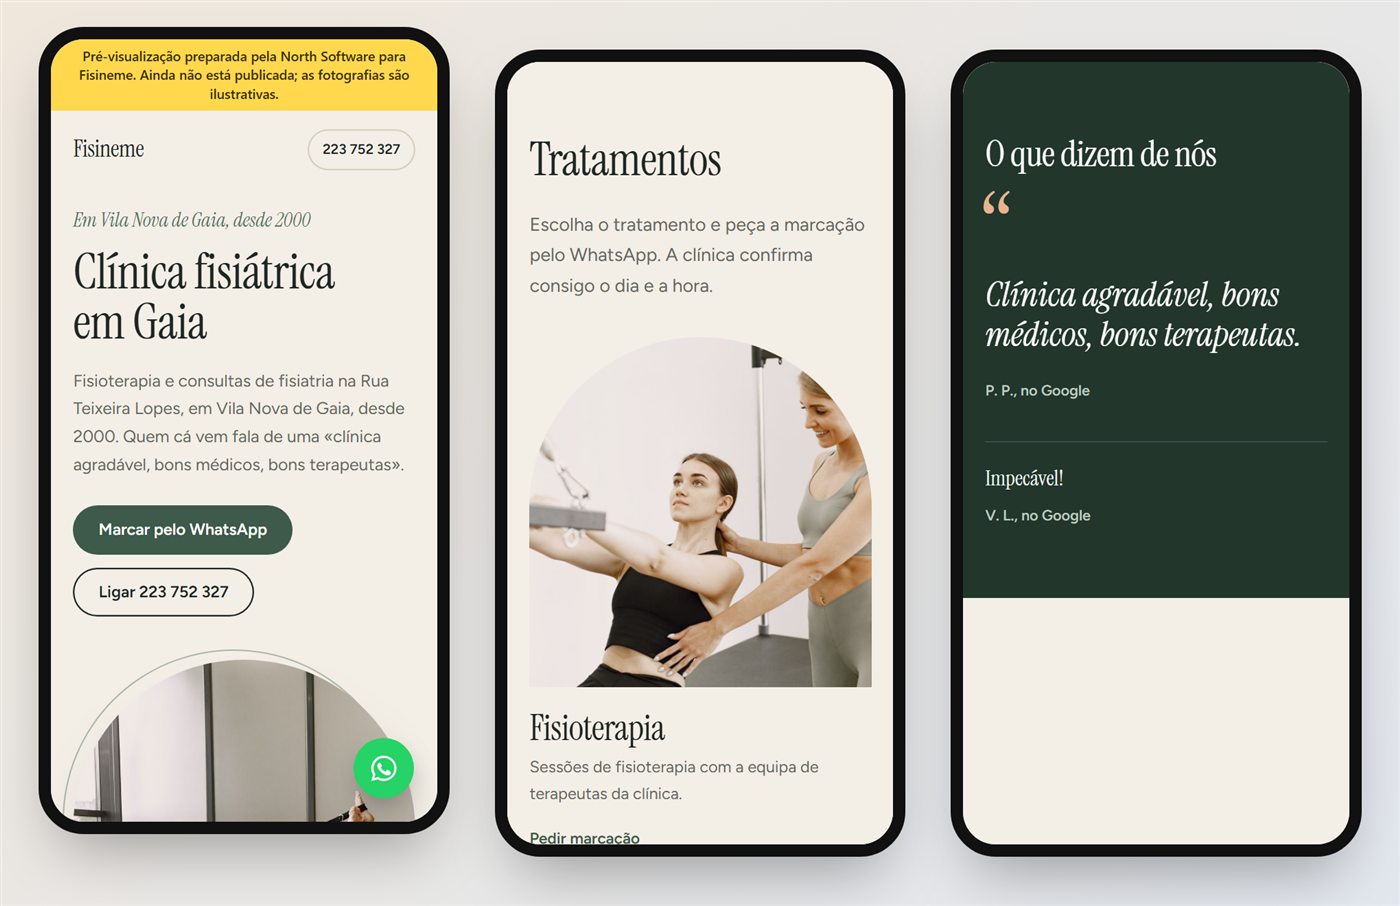 Pré-visualização preparada pela North Software para
Fisineme. Ainda não está publicada; as fotografias são
ilustrativas.
Fisineme
223 752 327
Em Vila Nova de Gaia, desde 2000
Clínica fisiátrica
em Gaia
Fisioterapia e consultas de fisiatria na Rua
Teixeira Lopes, em Vila Nova de Gaia, desde
2000. Quem cá vem fala de uma «clínica
agradável, bons médicos, bons terapeutas».
Marcar pelo WhatsApp
Ligar 223 752 327
Tratamentos
Escolha o tratamento e peça a marcação
pelo WhatsApp. A clínica confirma
consigo o dia e a hora.
Fisioterapia
Sessões de fisioterapia com a equipa de
terapeutas da clínica.
Pedir marcação
O que dizem de nós
“
Clínica agradável, bons
médicos, bons terapeutas.
P. P., no Google
Impecável!
V. L., no Google